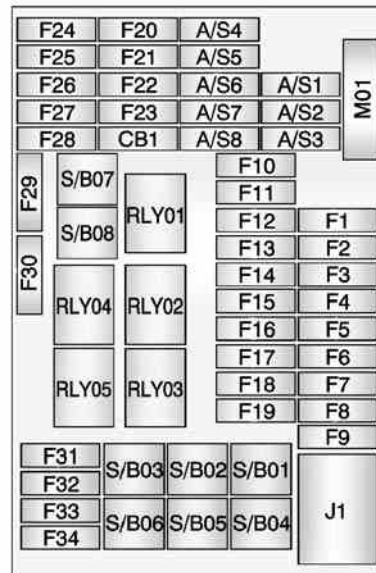 F24 F20 A/S4
F25 F21 A/S5
F26 F22 A/S6 A/S1
F27 F23 A/S7 A/S2
F28 CB1 A/S8 A/S3
M01
F29
S/B07
RLY01
F10
F11
S/B08
F12 F1
F30
F13 F2
F14 F3
RLY04 RLY02
F15 F4
F16 F5
F17 F6
RLY05 RLY03
F18 F7
F19 F8
F9
F31
S/B03 S/B02 S/B01
F32
F33
S/B06 S/B05 S/B04
J1
F34